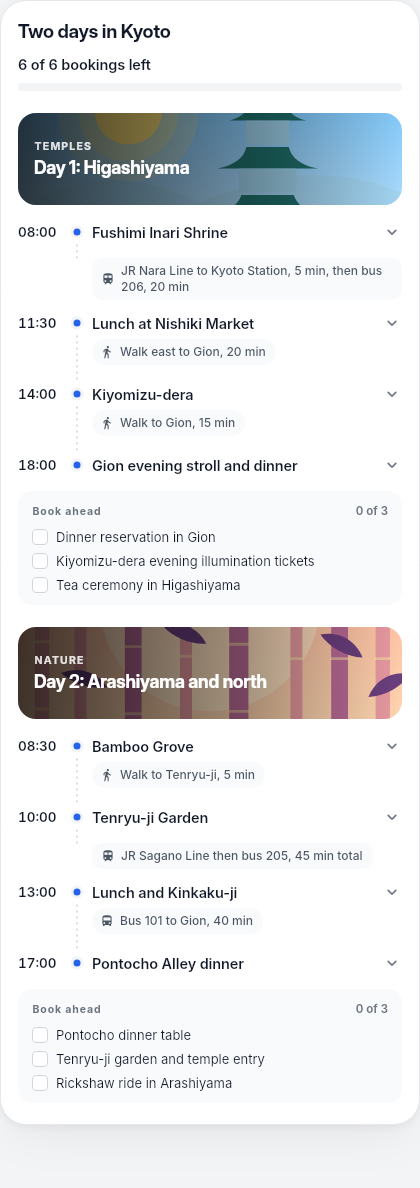 Two days in Kyoto
6 of 6 bookings left
TEMPLES
Day 1: Higashiyama
08:00 Fushimi Inari Shrine
JR Nara Line to Kyoto Station, 5 min, then bus
206, 20 min
11:30 Lunch at Nishiki Market
Walk east to Gion, 20 min
14:00 Kiyomizu-dera
Walk to Gion, 15 min
18:00 Gion evening stroll and dinner
Book ahead 0 of 3
Dinner reservation in Gion
Kiyomizu-dera evening illumination tickets
Tea ceremony in Higashiyama
NATURE
Day 2: Arashiyama and north
08:30 Bamboo Grove
Walk to Tenryu-ji, 5 min
10:00 Tenryu-ji Garden
JR Sagano Line then bus 205, 45 min total
13:00 Lunch and Kinkaku-ji
Bus 101 to Gion, 40 min
17:00 Pontocho Alley dinner
Book ahead 0 of 3
Pontocho dinner table
Tenryu-ji garden and temple entry
Rickshaw ride in Arashiyama